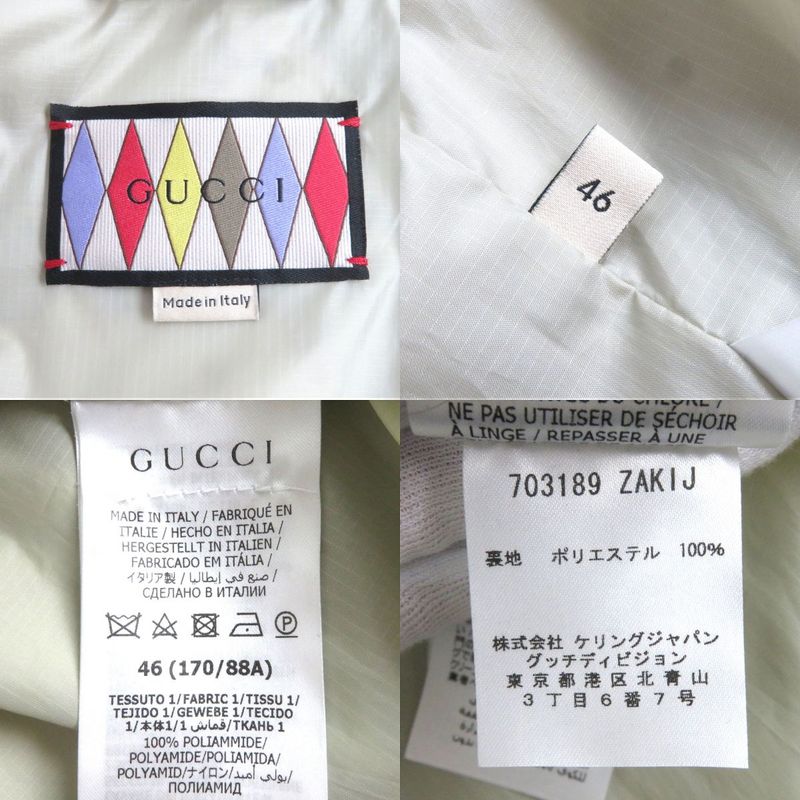 GUCCI
Made in Italy
46
GUCCI
MADE IN ITALY / FABRIQUÉ EN
ITALIE / HECHO EN ITALIA /
HERGESTELLT IN ITALIEN /
FABRICADO EM ITÁLIA /
イタリア製 / صنع في إيطاليا /
СДЕЛАНО В ИТАЛИИ
P
46 (170/88A)
TESSUTO 1/FABRIC 1/TISSU 1/
TEJIDO 1/GEWEBE 1/TECIDO
1/本体1/قماش 1/ТКАНЬ 1
100% POLIAMMIDE/
POLYAMIDE/POLIAMIDA/
POLYAMID/ナイロン/بولي أميد/
ПОЛИАМИД
NE PAS UTILISER DE SÉCHOIR
À LINGE / REPASSER À UNE
703189 ZAKIJ
裏地 ポリエステル 100%
株式会社 ケリングジャパン
グッチディビジョン
東京都港区北青山
3丁目6番7号